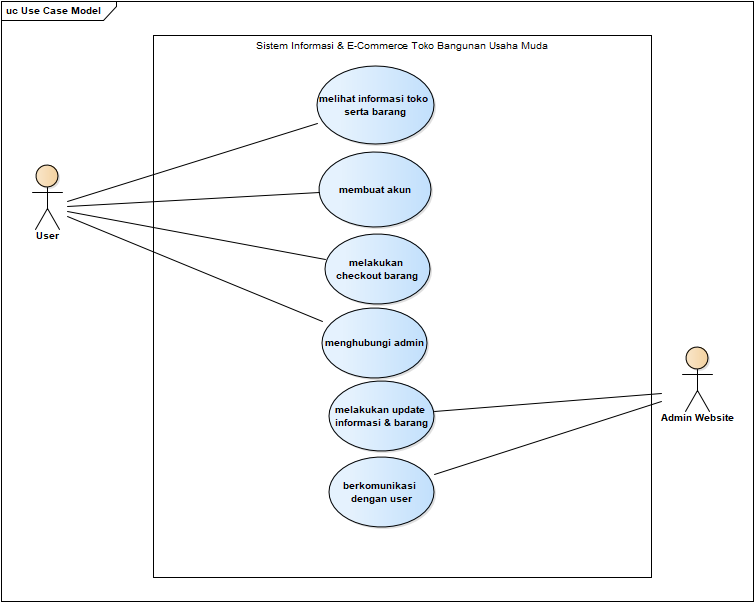 uc Use Case Model
Sistem Informasi & E-Commerce Toko Bangunan Usaha Muda
melihat informasi toko
serta barang
membuat akun
User
melakukan
checkout barang
menghubungi admin
melakukan update
informasi & barang
Admin Website
berkomunikasi
dengan user